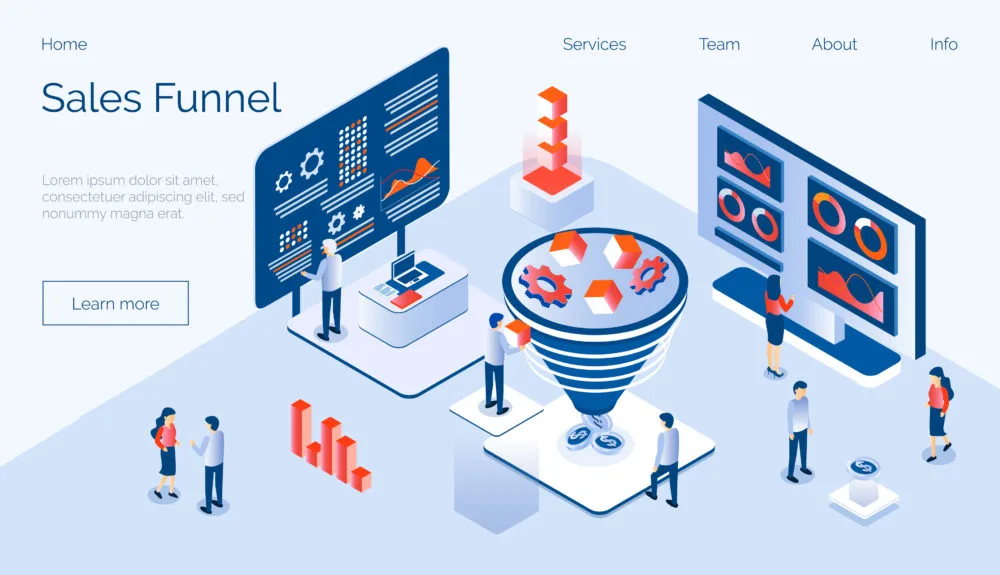 Home
Services
Team
About
Info
Sales Funnel
Lorem ipsum dolor sit amet,
consectetuer adipiscing elit, sed
nonummy magna erat.
Learn more
$
$
$